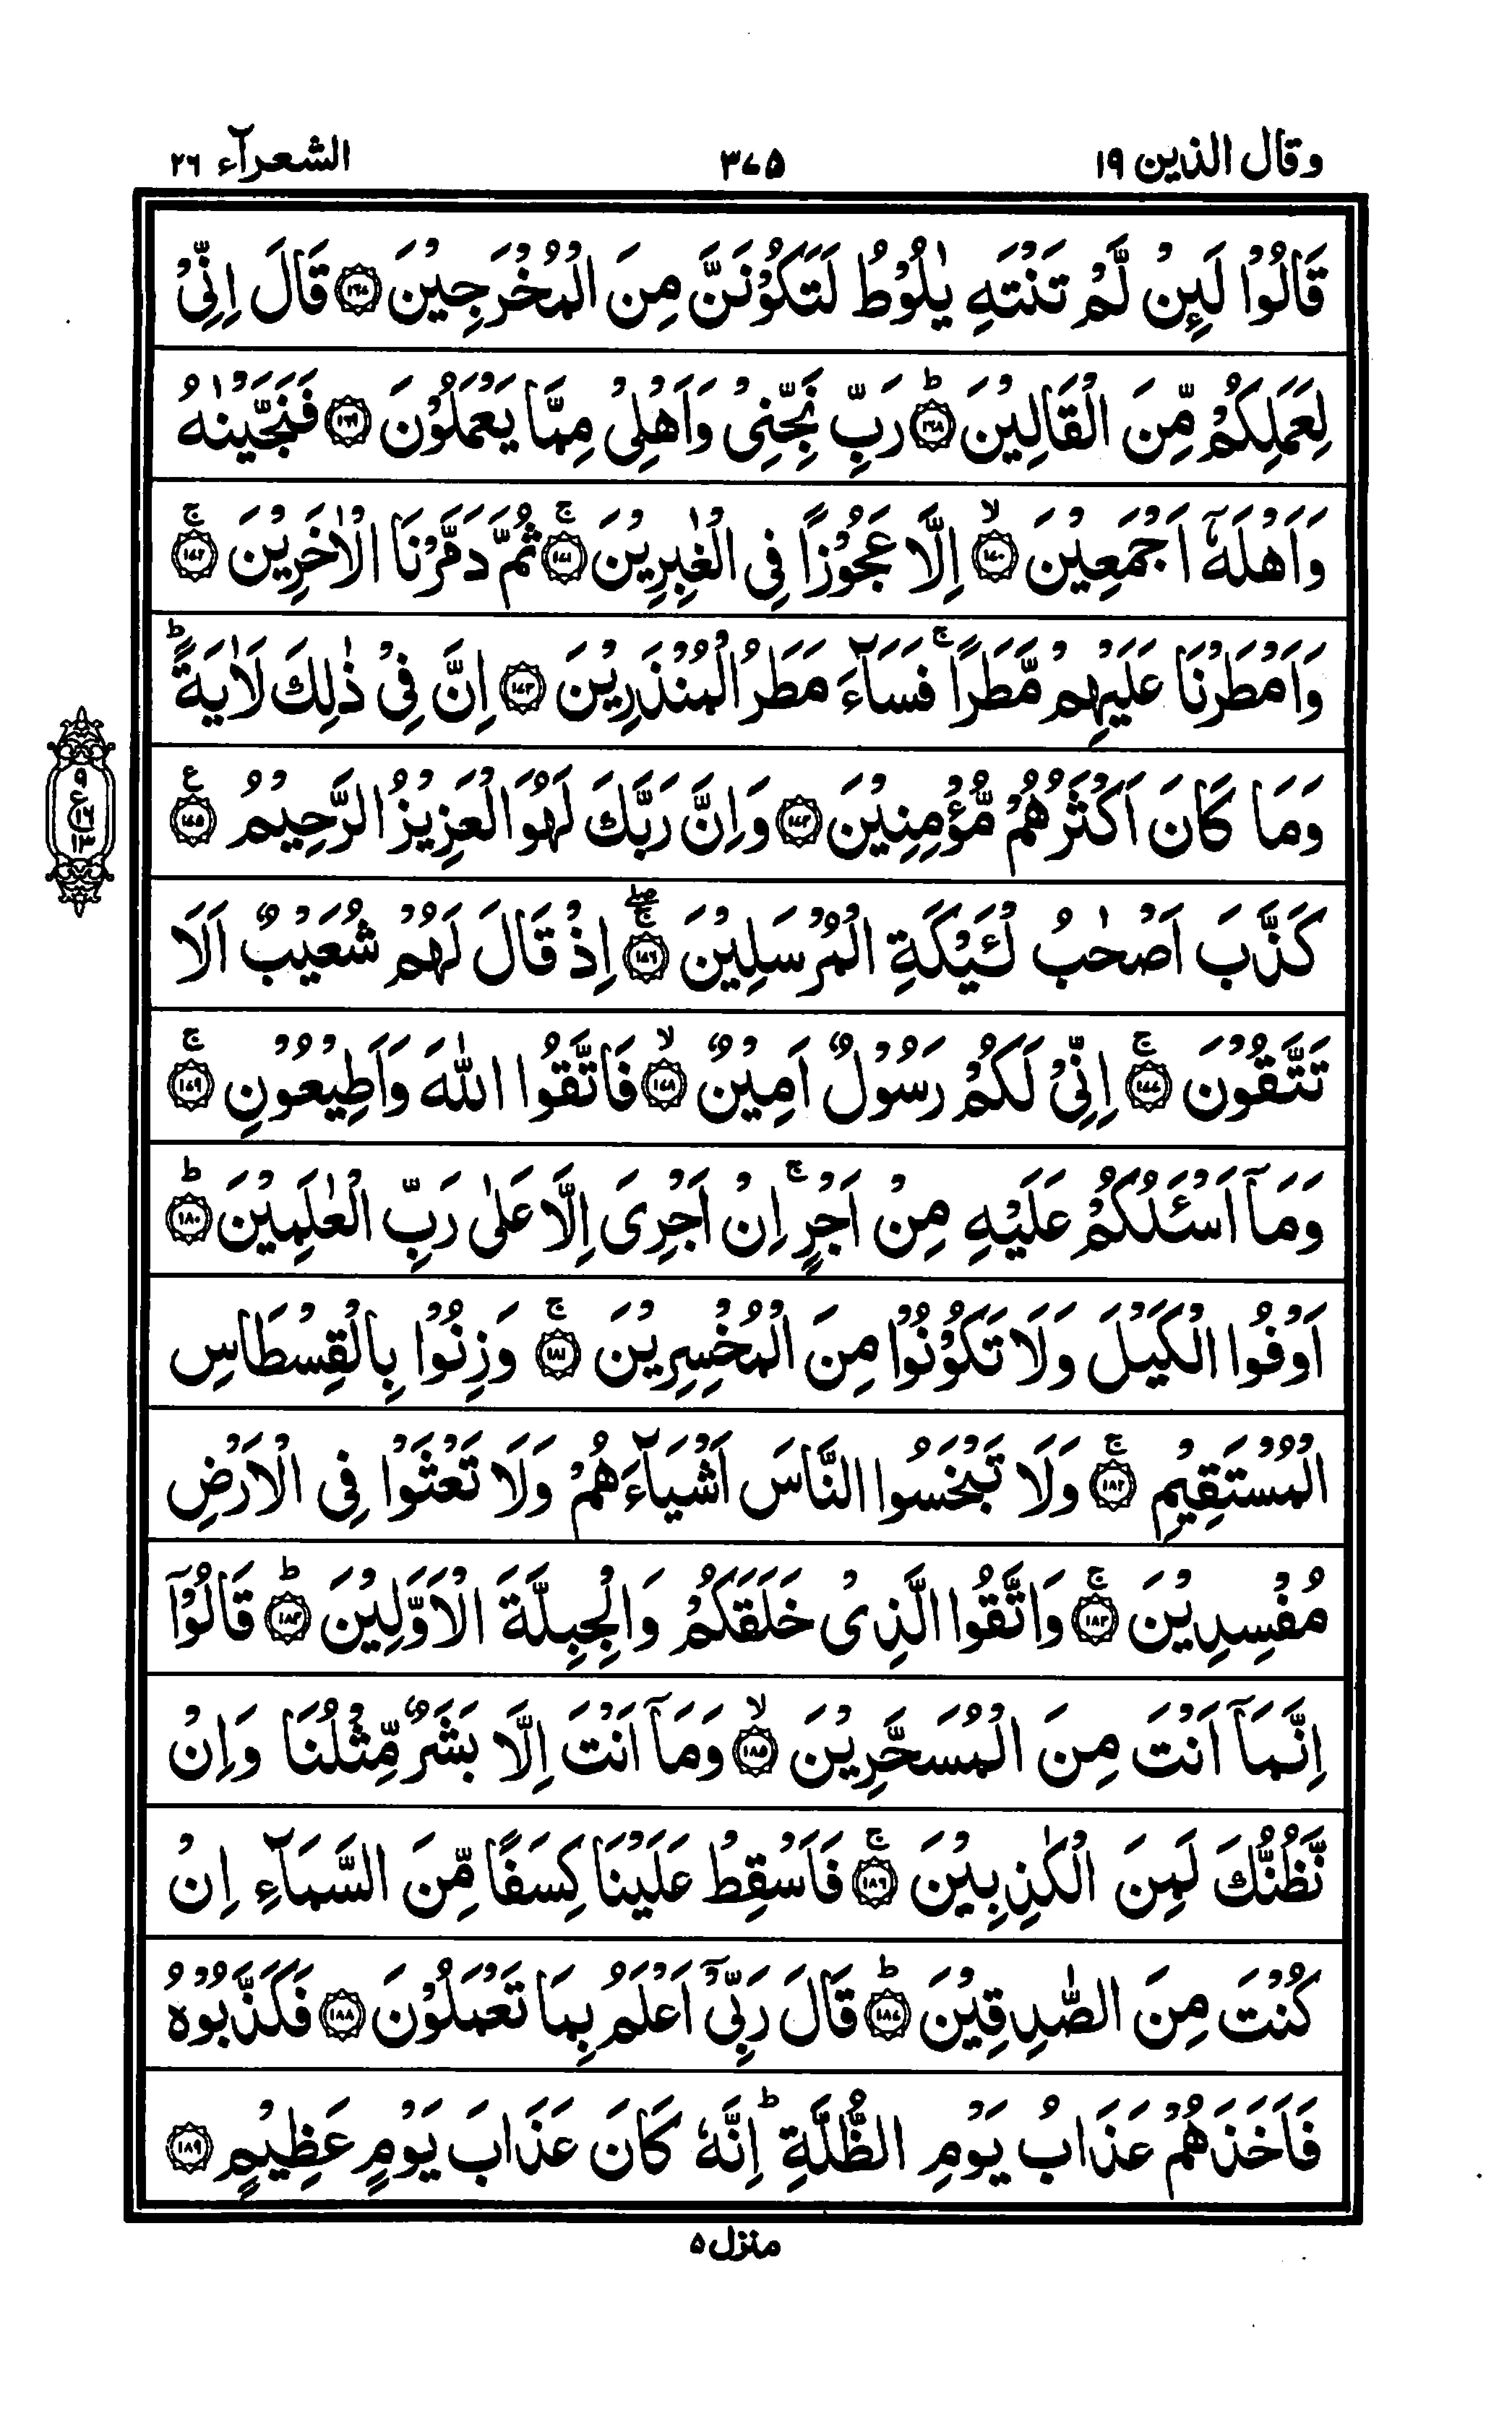 وقال الذين ١٩ ٣٧٥ الشعرآء ٢٦
قَالُوْا لَىِٕنْ لَّمْ تَنْتَهِ يٰلُوْطُ لَتَكُوْنَنَّ مِنَ الْمُخْرَجِيْنَ ﴿١٦٧﴾ قَالَ اِنِّىْ
لِعَمَلِكُمْ مِّنَ الْقَالِيْنَ ؕ﴿١٦٨﴾ رَبِّ نَجِّنِىْ وَاَهْلِىْ مِمَّا يَعْمَلُوْنَ ﴿١٦٩﴾ فَنَجَّيْنٰهُ
وَاَهْلَهٗۤ اَجْمَعِيْنَ ۙ﴿١٧٠﴾ اِلَّا عَجُوْزًا فِى الْغٰبِرِيْنَ ۚ﴿١٧١﴾ ثُمَّ دَمَّرْنَا الْاٰخَرِيْنَ ۚ﴿١٧٢﴾
وَاَمْطَرْنَا عَلَيْهِمْ مَّطَرًا ۚ فَسَآءَ مَطَرُ الْمُنْذَرِيْنَ ﴿١٧٣﴾ اِنَّ فِىْ ذٰلِكَ لَاٰيَةً ؕ
وَمَا كَانَ اَكْثَرُهُمْ مُّؤْمِنِيْنَ ﴿١٧٤﴾ وَاِنَّ رَبَّكَ لَهُوَ الْعَزِيْزُ الرَّحِيْمُ ﴿١٧٥﴾ ع
٩
ع ١٦
١٣
كَذَّبَ اَصْحٰبُ لْئَيْكَةِ الْمُرْسَلِيْنَ ۚۖ﴿١٧٦﴾ اِذْ قَالَ لَهُمْ شُعَيْبٌ اَلَا
تَتَّقُوْنَ ۚ﴿١٧٧﴾ اِنِّىْ لَكُمْ رَسُوْلٌ اَمِيْنٌ ۙ﴿١٧٨﴾ فَاتَّقُوا اللّٰهَ وَاَطِيْعُوْنِ ۚ﴿١٧٩﴾
وَمَاۤ اَسْئَلُكُمْ عَلَيْهِ مِنْ اَجْرٍ ۚ اِنْ اَجْرِىَ اِلَّا عَلٰى رَبِّ الْعٰلَمِيْنَ ؕ﴿١٨٠﴾
اَوْفُوا الْكَيْلَ وَلَا تَكُوْنُوْا مِنَ الْمُخْسِرِيْنَ ۚ﴿١٨١﴾ وَزِنُوْا بِالْقِسْطَاسِ
الْمُسْتَقِيْمِ ۚ﴿١٨٢﴾ وَلَا تَبْخَسُوا النَّاسَ اَشْيَآءَهُمْ وَلَا تَعْثَوْا فِى الْاَرْضِ
مُفْسِدِيْنَ ۚ﴿١٨٣﴾ وَاتَّقُوا الَّذِىْ خَلَقَكُمْ وَالْجِبِلَّةَ الْاَوَّلِيْنَ ؕ﴿١٨٤﴾ قَالُوْۤا
اِنَّمَاۤ اَنْتَ مِنَ الْمُسَحَّرِيْنَ ۙ﴿١٨٥﴾ وَمَاۤ اَنْتَ اِلَّا بَشَرٌ مِّثْلُنَا وَاِنْ
نَّظُنُّكَ لَمِنَ الْكٰذِبِيْنَ ۚ﴿١٨٦﴾ فَاَسْقِطْ عَلَيْنَا كِسَفًا مِّنَ السَّمَآءِ اِنْ
كُنْتَ مِنَ الصّٰدِقِيْنَ ؕ﴿١٨٧﴾ قَالَ رَبِّىْۤ اَعْلَمُ بِمَا تَعْمَلُوْنَ ﴿١٨٨﴾ فَكَذَّبُوْهُ
فَاَخَذَهُمْ عَذَابُ يَوْمِ الظُّلَّةِ ؕ اِنَّهٗ كَانَ عَذَابَ يَوْمٍ عَظِيْمٍ ﴿١٨٩﴾
منزل ٥